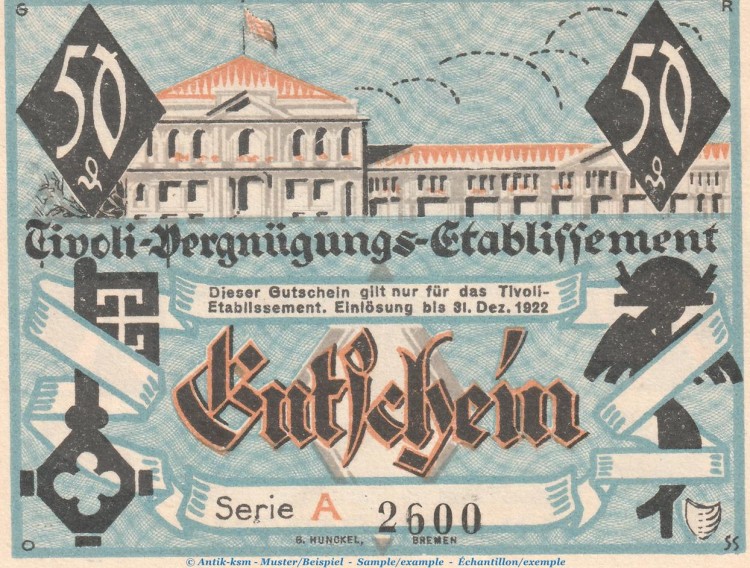 G R
50 50
₰ ₰
Tivoli-Vergnügungs-Etablissement
Dieser Gutschein gilt nur für das Tivoli-
Etablissement. Einlösung bis 31. Dez. 1922
Gutschein
Serie A 2600
G. HUNCKEL, BREMEN
O SS
© Antik-ksm - Muster/Beispiel - Sample/example - Échantillon/exemple